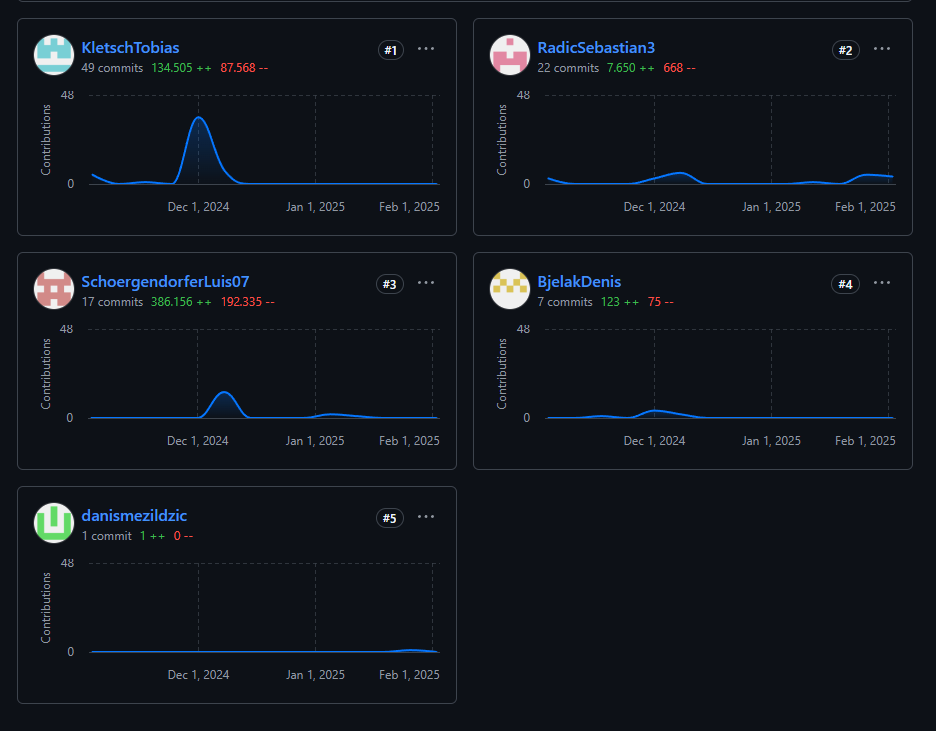 KletschTobias #1 ...
49 commits 134.505 ++ 87.568 --
48
Contributions
0
Dec 1, 2024 Jan 1, 2025 Feb 1, 2025
RadicSebastian3 #2 ...
22 commits 7.650 ++ 668 --
48
Contributions
0
Dec 1, 2024 Jan 1, 2025 Feb 1, 2025
SchoergendorferLuis07 #3 ...
17 commits 386.156 ++ 192.335 --
48
Contributions
0
Dec 1, 2024 Jan 1, 2025 Feb 1, 2025
BjelakDenis #4 ...
7 commits 123 ++ 75 --
48
Contributions
0
Dec 1, 2024 Jan 1, 2025 Feb 1, 2025
danismezildzic #5 ...
1 commit 1 ++ 0 --
48
Contributions
0
Dec 1, 2024 Jan 1, 2025 Feb 1, 2025